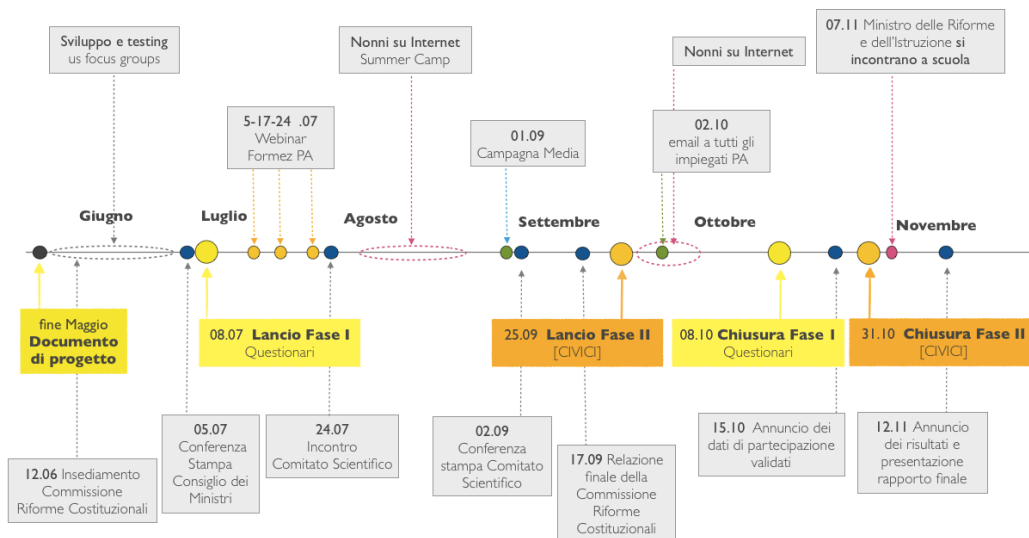 Sviluppo e testing
us focus groups
Nonni su Internet
Summer Camp
Nonni su Internet
07.11 Ministro delle Riforme
e dell'Istruzione si
incontrano a scuola
5-17-24 .07
Webinar
Formez PA
01.09
Campagna Media
02.10
email a tutti gli
impiegati PA
Giugno
Luglio
Agosto
Settembre
Ottobre
Novembre
fine Maggio
Documento
di progetto
08.07 Lancio Fase I
Questionari
25.09 Lancio Fase II
[CIVICI]
08.10 Chiusura Fase I
Questionari
31.10 Chiusura Fase II
[CIVICI]
12.06 Insediamento
Commissione
Riforme Costituzionali
05.07
Conferenza
Stampa
Consiglio dei
Ministri
24.07
Incontro
Comitato Scientifico
02.09
Conferenza
stampa Comitato
Scientifico
17.09 Relazione
finale della
Commissione
Riforme
Costituzionali
15.10 Annuncio dei
dati di partecipazione
validati
12.11 Annuncio
dei risultati e
presentazione
rapporto finale